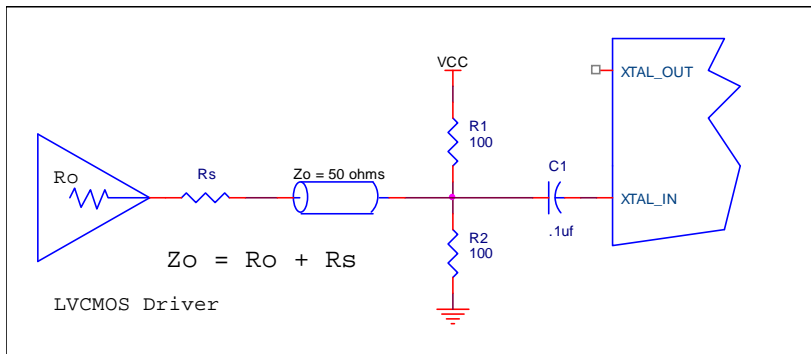 VCC
XTAL_OUT
R1
100
Ro
Rs
Zo = 50 ohms
C1
XTAL_IN
.1uf
R2
100
Zo = Ro + Rs
LVCMOS Driver